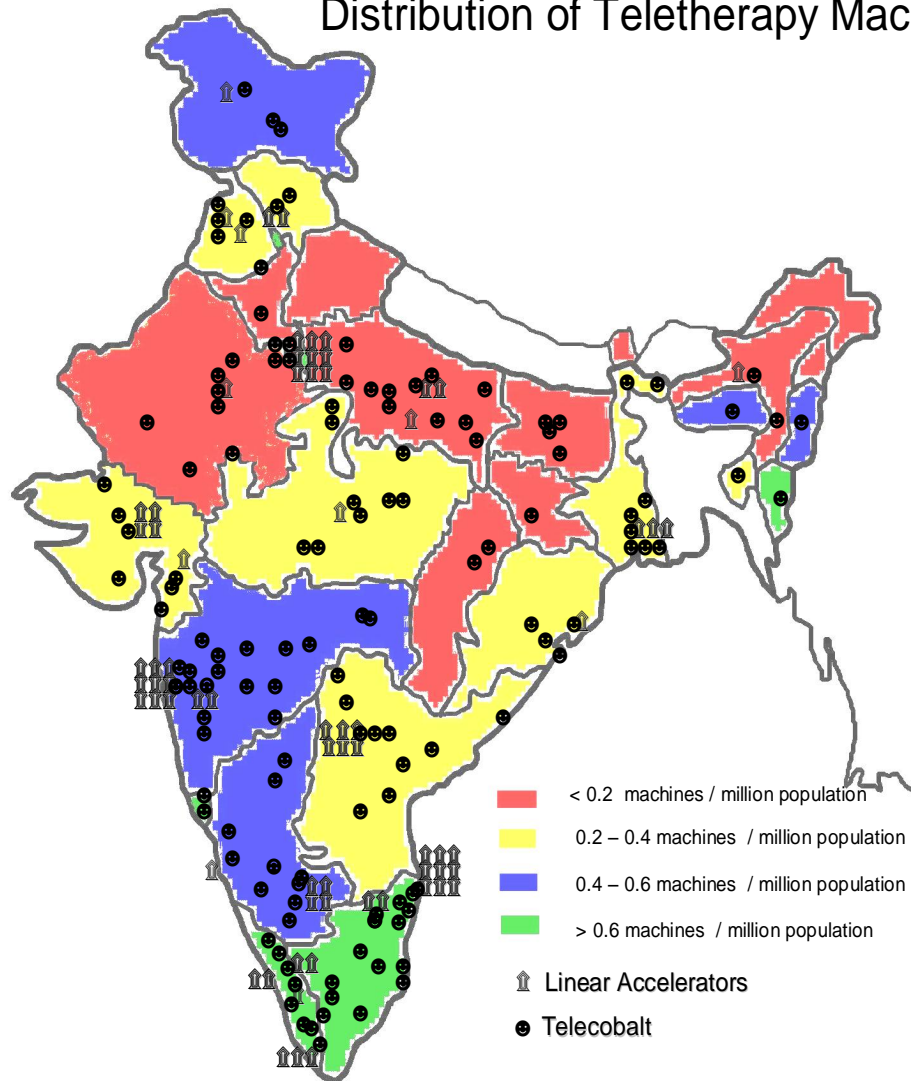 Distribution of Teletherapy Mac
< 0.2 machines / million population
0.2 – 0.4 machines / million population
0.4 – 0.6 machines / million population
> 0.6 machines / million population
Linear Accelerators
Telecobalt